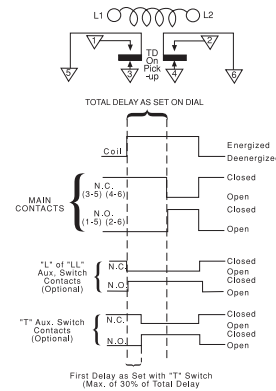 L1 L2
1 2
TD
On
Pick
-up
3 4
5 6
TOTAL DELAY AS SET ON DIAL
Coil
Energized
Deenergized
MAIN
CONTACTS
N.C.
(3-5) (4-6)
Closed
Open
N.O.
(1-5) (2-6)
Closed
Open
"L" of "LL"
Aux. Switch
Contacts
(Optional)
N.C.
Closed
Open
N.O.
Closed
Open
"T" Aux. Switch
Contacts
(Optional)
N.C.
Closed
Open
N.O.
Closed
Open
First Delay as Set with "T" Switch
(Max. of 30% of Total Delay